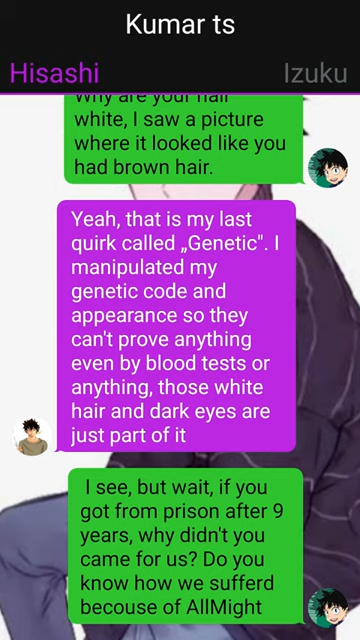 Kumar ts
Hisashi
Izuku
Why are your hair
white, I saw a picture
where it looked like you
had brown hair.
Yeah, that is my last
quirk called „Genetic". I
manipulated my
genetic code and
appearance so they
can't prove anything
even by blood tests or
anything, those white
hair and dark eyes are
just part of it
I see, but wait, if you
got from prison after 9
years, why didn't you
came for us? Do you
know how we sufferd
becouse of AllMight